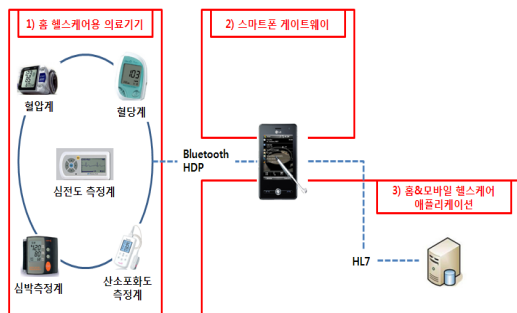 1) 홈 헬스케어용 의료기기
2) 스마트폰 게이트웨이
혈압계
혈당계
심전도 측정계
Bluetooth
HDP
심박측정계
산소포화도
측정계
3) 홈&모바일 헬스케어
애플리케이션
HL7
103